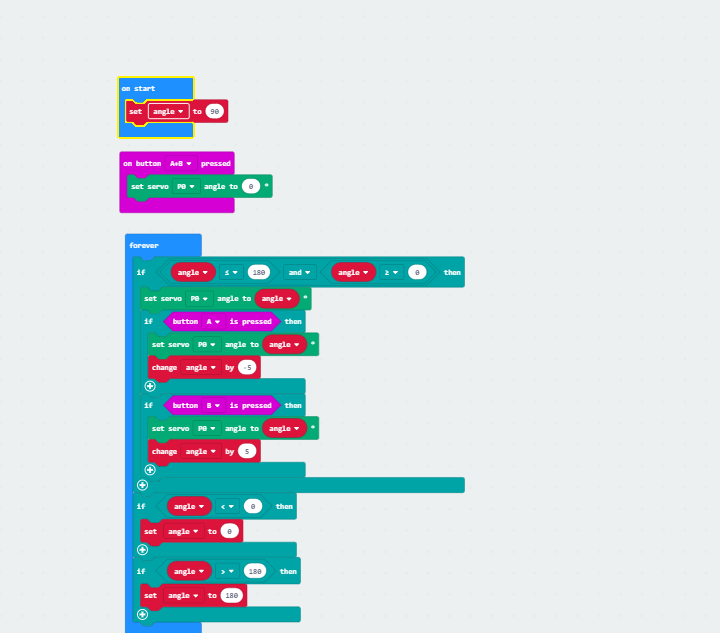 on start
set angle to 90
on button A+B pressed
set servo P0 angle to 0 °
forever
if angle ≤ 180 and angle ≥ 0 then
set servo P0 angle to angle °
if button A is pressed then
set servo P0 angle to angle °
change angle by -5
if button B is pressed then
set servo P0 angle to angle °
change angle by 5
if angle < 0 then
set angle to 0
if angle > 180 then
set angle to 180